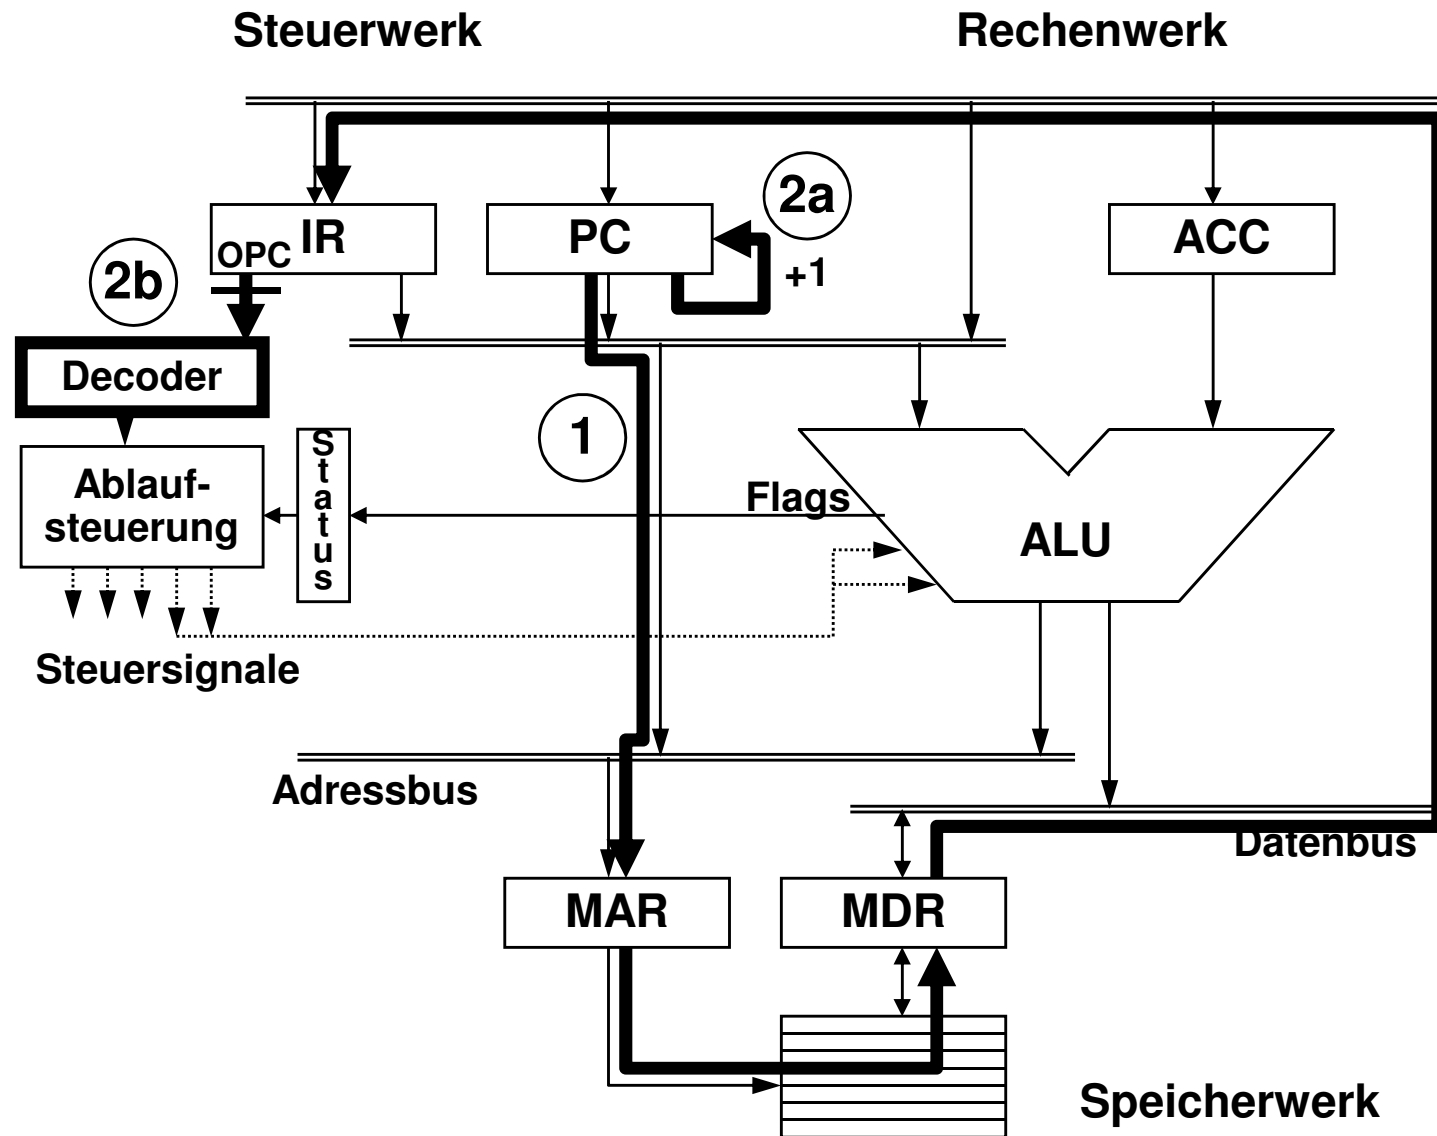 Steuerwerk
Rechenwerk
2a
IR
PC
ACC
OPC
+1
2b
Decoder
1
Status
Ablauf-
steuerung
Flags
ALU
Steuersignale
Adressbus
Datenbus
MAR
MDR
Speicherwerk